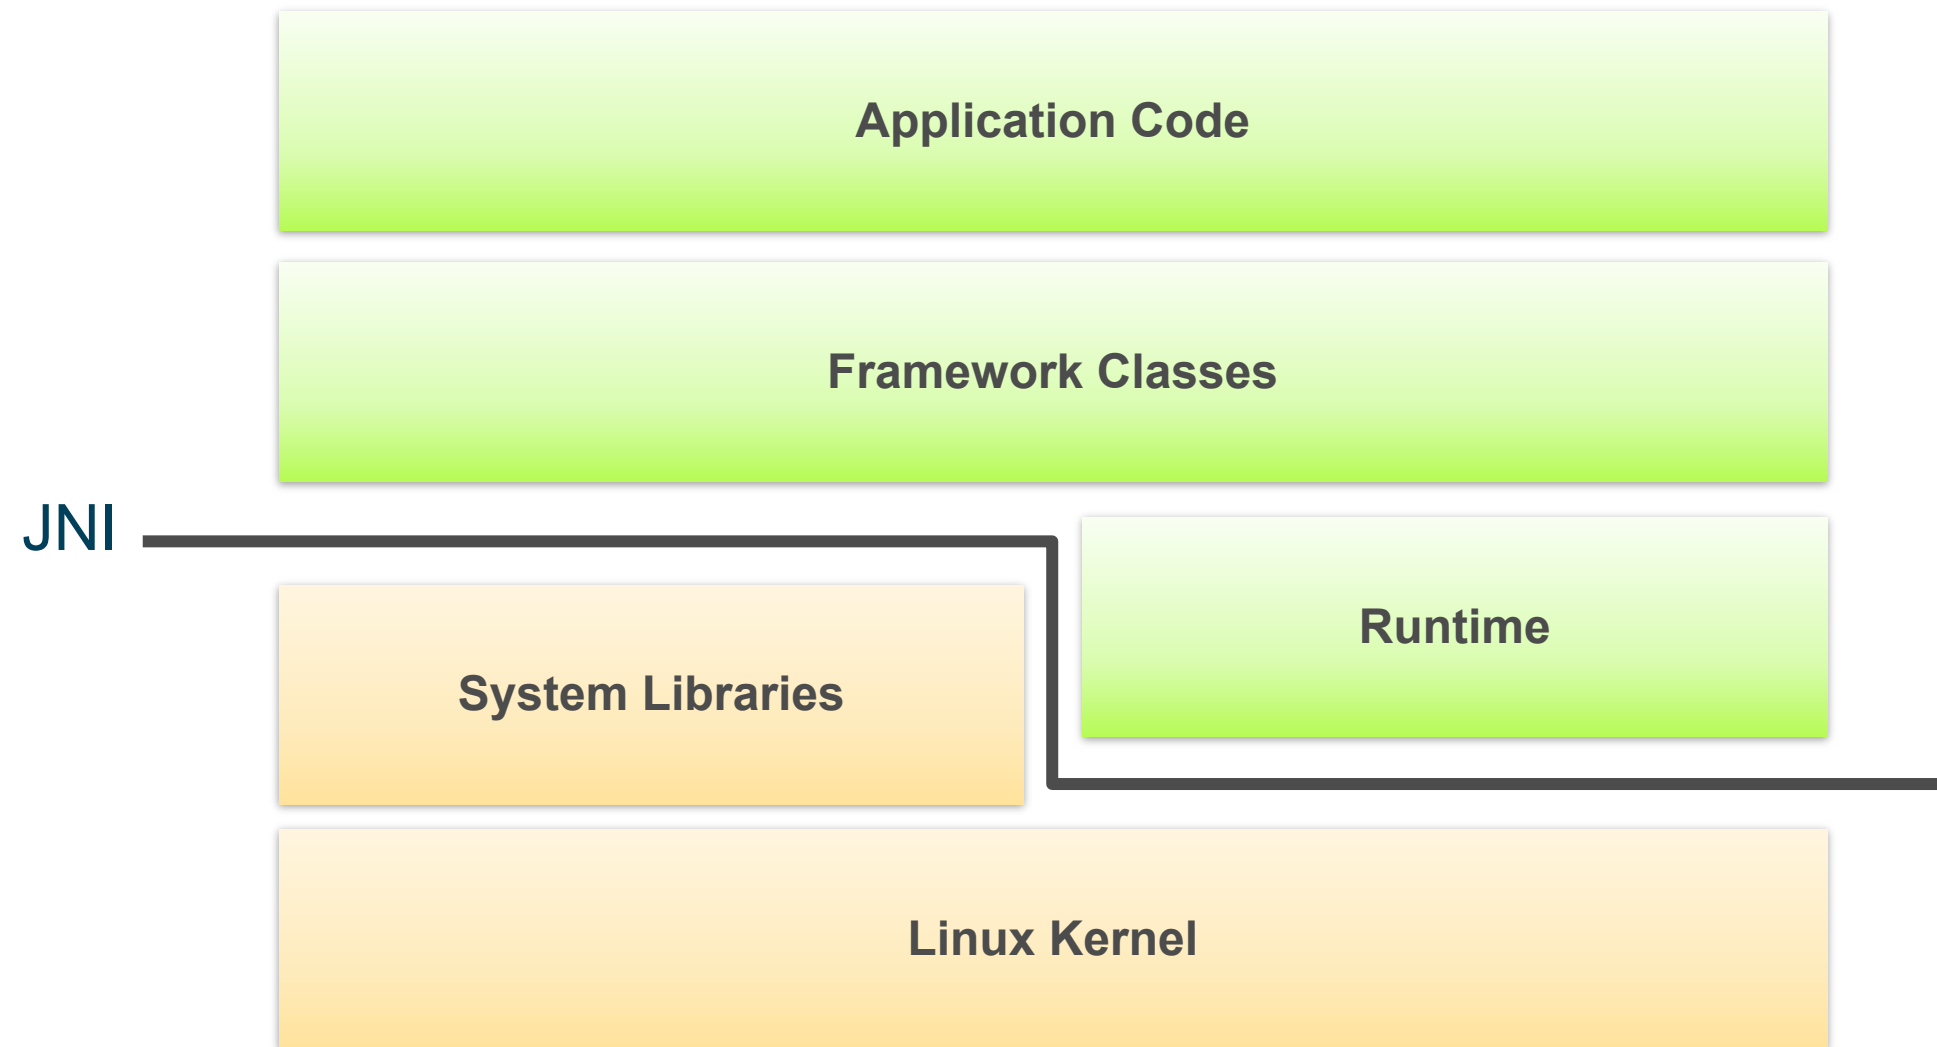 Application Code
Framework Classes
JNI
Runtime
System Libraries
Linux Kernel